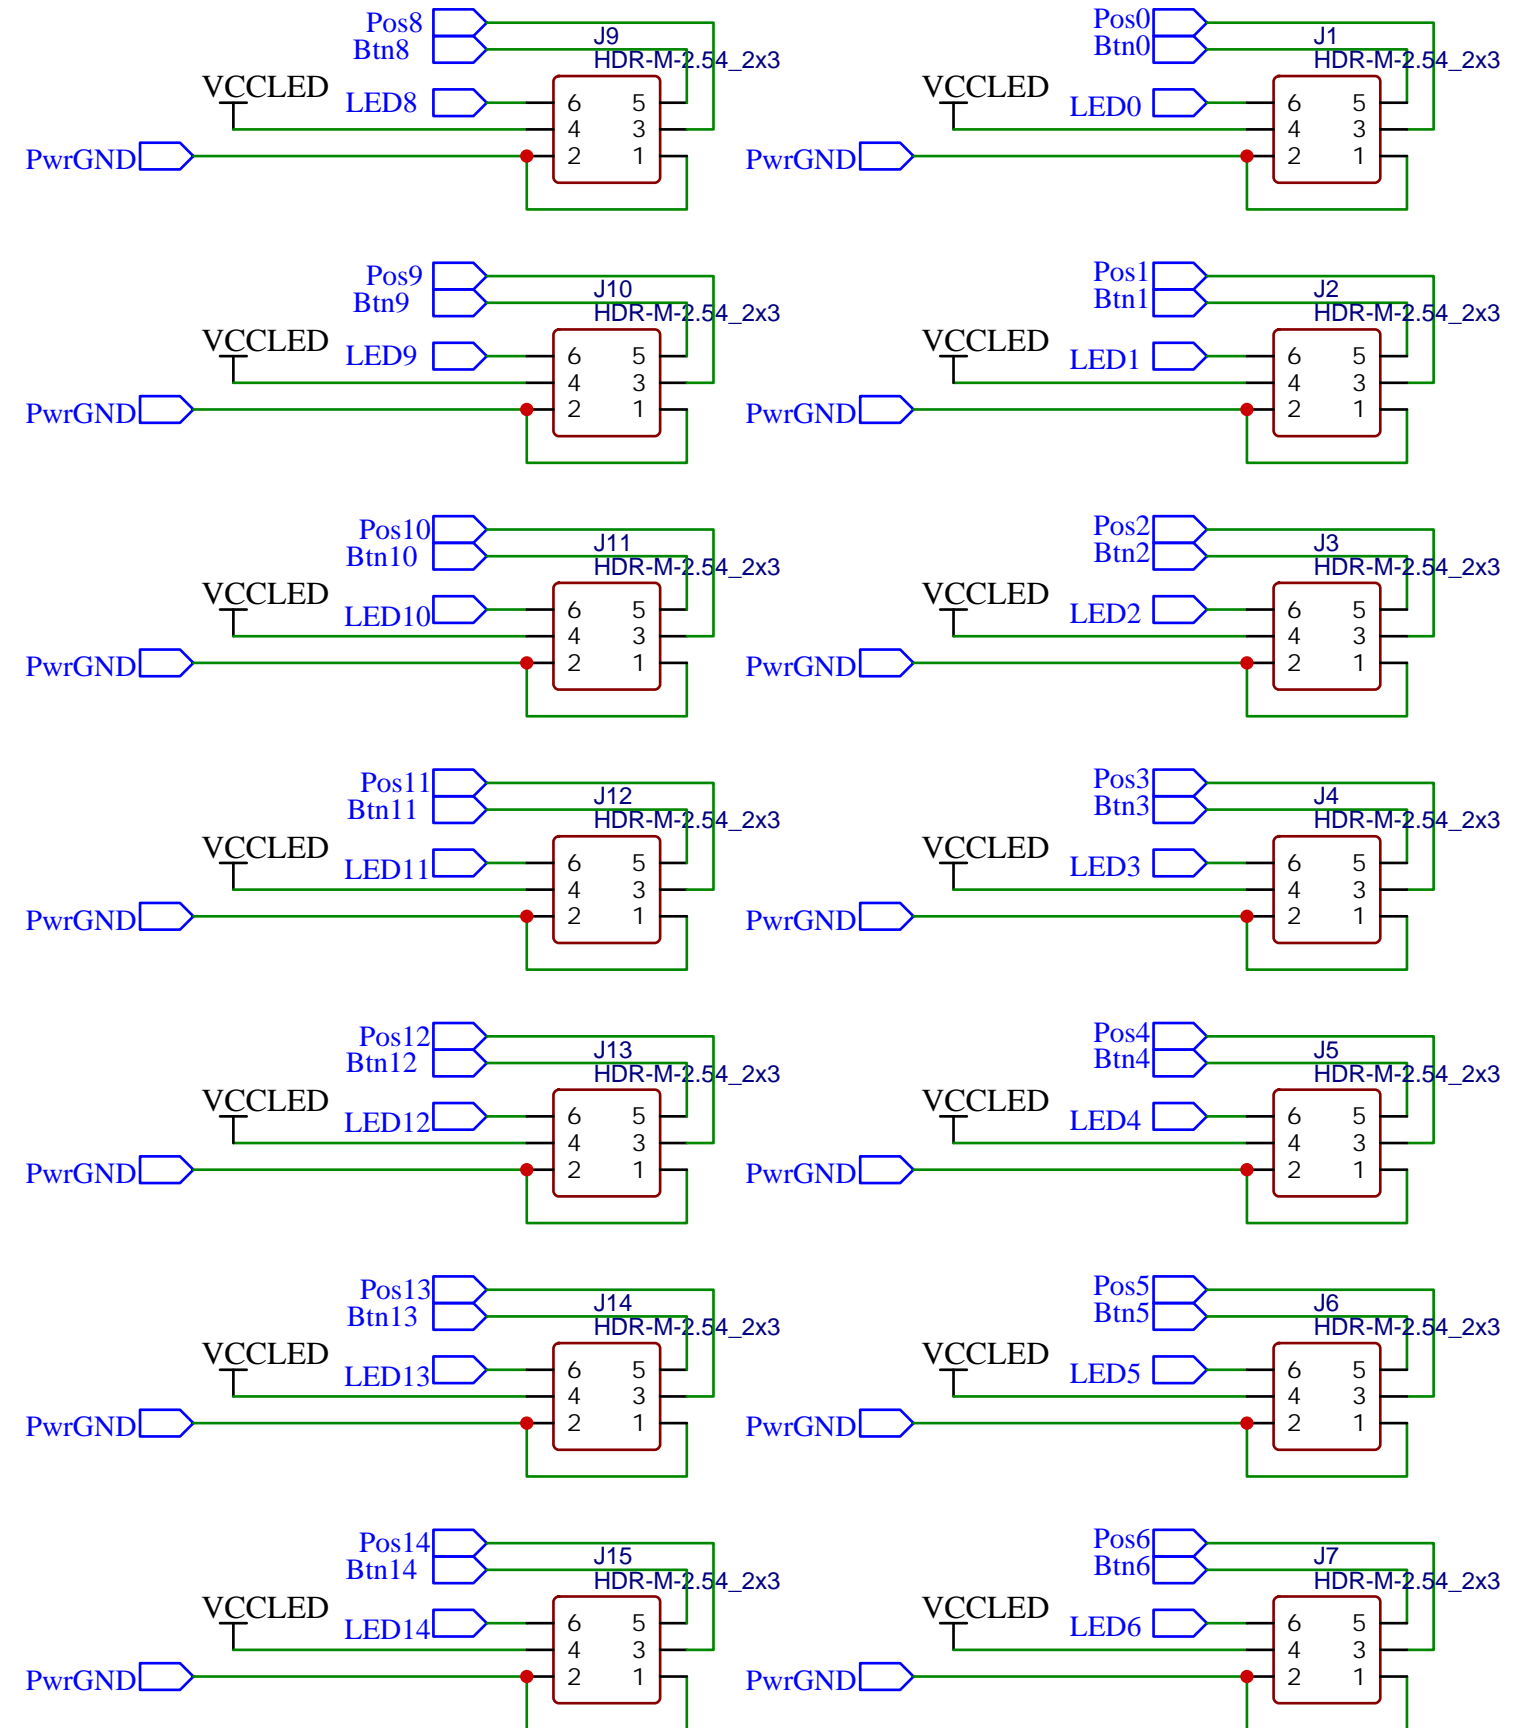 Pos8
Btn8
J9
HDR-M-2.54_2x3
VCCLED
LED8
6 5
4 3
2 1
PwrGND
Pos0
Btn0
J1
HDR-M-2.54_2x3
VCCLED
LED0
6 5
4 3
2 1
PwrGND
Pos9
Btn9
J10
HDR-M-2.54_2x3
VCCLED
LED9
6 5
4 3
2 1
PwrGND
Pos1
Btn1
J2
HDR-M-2.54_2x3
VCCLED
LED1
6 5
4 3
2 1
PwrGND
Pos10
Btn10
J11
HDR-M-2.54_2x3
VCCLED
LED10
6 5
4 3
2 1
PwrGND
Pos2
Btn2
J3
HDR-M-2.54_2x3
VCCLED
LED2
6 5
4 3
2 1
PwrGND
Pos11
Btn11
J12
HDR-M-2.54_2x3
VCCLED
LED11
6 5
4 3
2 1
PwrGND
Pos3
Btn3
J4
HDR-M-2.54_2x3
VCCLED
LED3
6 5
4 3
2 1
PwrGND
Pos12
Btn12
J13
HDR-M-2.54_2x3
VCCLED
LED12
6 5
4 3
2 1
PwrGND
Pos4
Btn4
J5
HDR-M-2.54_2x3
VCCLED
LED4
6 5
4 3
2 1
PwrGND
Pos13
Btn13
J14
HDR-M-2.54_2x3
VCCLED
LED13
6 5
4 3
2 1
PwrGND
Pos5
Btn5
J6
HDR-M-2.54_2x3
VCCLED
LED5
6 5
4 3
2 1
PwrGND
Pos14
Btn14
J15
HDR-M-2.54_2x3
VCCLED
LED14
6 5
4 3
2 1
PwrGND
Pos6
Btn6
J7
HDR-M-2.54_2x3
VCCLED
LED6
6 5
4 3
2 1
PwrGND